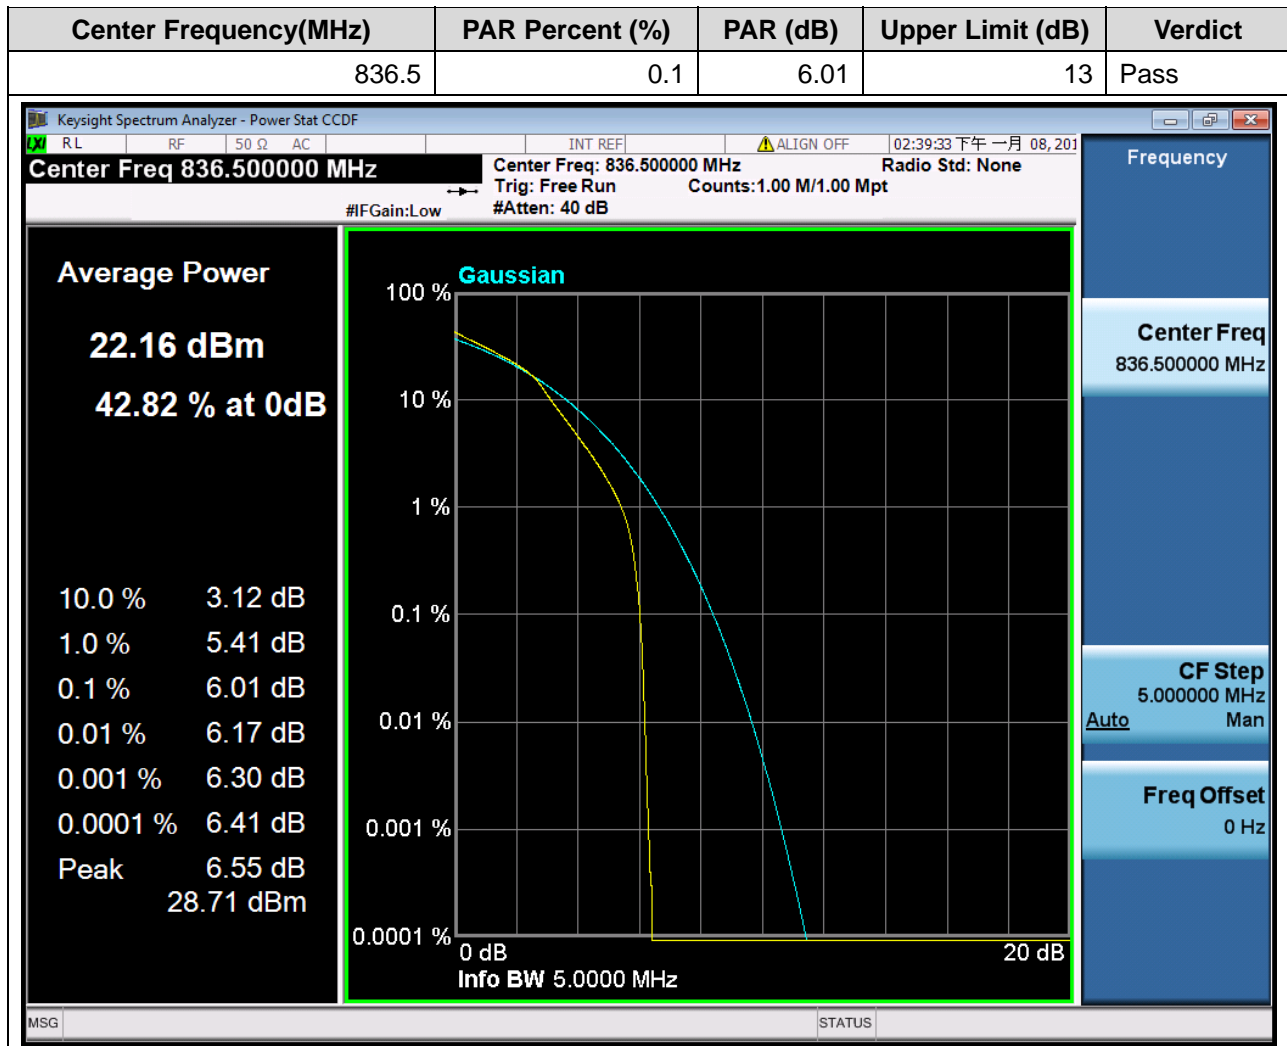 Center Frequency(MHz) PAR Percent (%) PAR (dB) Upper Limit (dB) Verdict
836.5 0.1 6.01 13 Pass
Keysight Spectrum Analyzer - Power Stat CCDF
LXI RL RF 50 Ω AC INT REF ALIGN OFF 02:39:33 下午 一月 08, 201
Center Freq 836.500000 MHz
Center Freq: 836.500000 MHz Radio Std: None
Trig: Free Run Counts:1.00 M/1.00 Mpt
#IFGain:Low #Atten: 40 dB
Average Power
22.16 dBm
42.82 % at 0dB
10.0 % 3.12 dB
1.0 % 5.41 dB
0.1 % 6.01 dB
0.01 % 6.17 dB
0.001 % 6.30 dB
0.0001 % 6.41 dB
Peak 6.55 dB
28.71 dBm
Gaussian
100 %
10 %
1 %
0.1 %
0.01 %
0.001 %
0.0001 %
0 dB 20 dB
Info BW 5.0000 MHz
Frequency
Center Freq
836.500000 MHz
CF Step
5.000000 MHz
Auto Man
Freq Offset
0 Hz
MSG STATUS